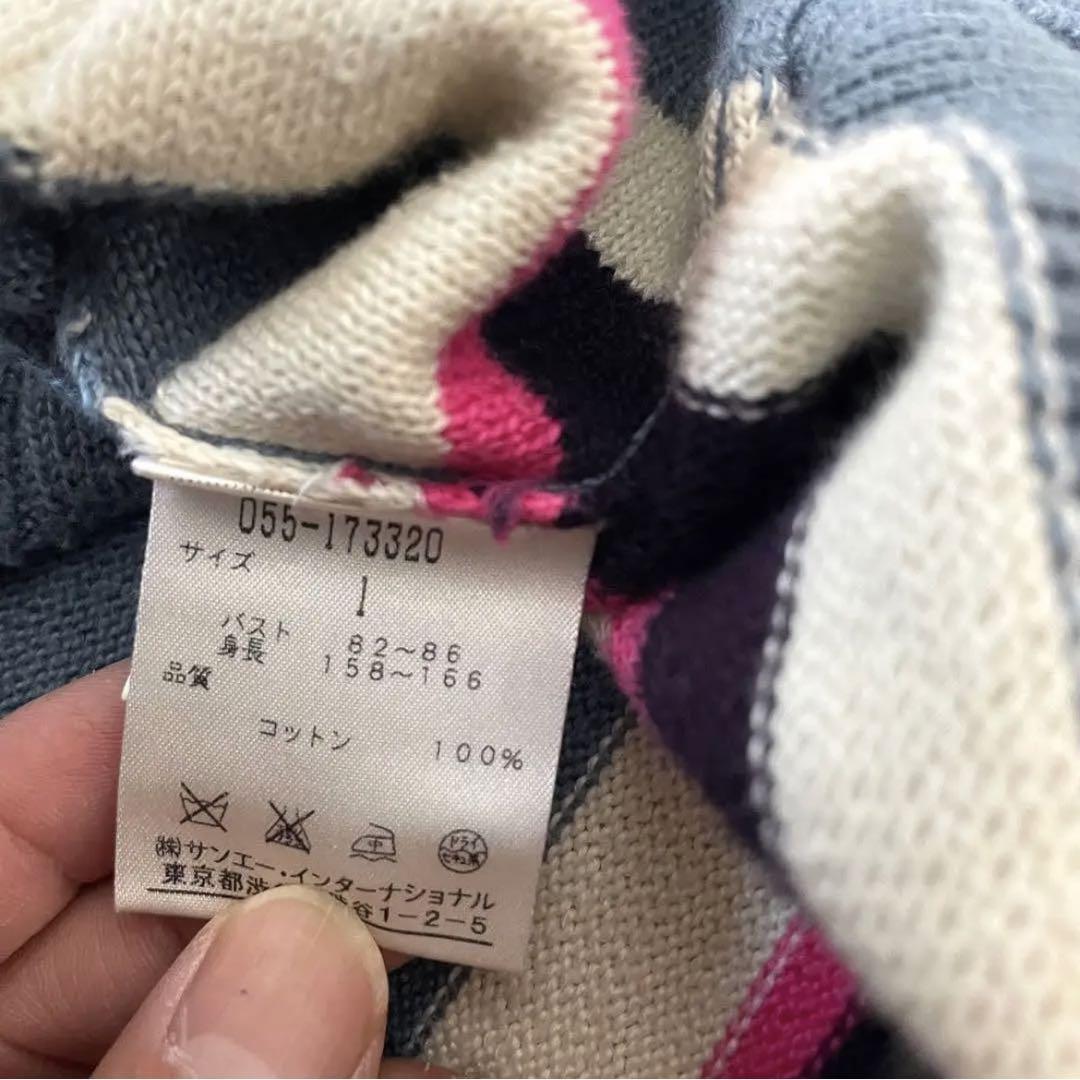 055-173320
サイズ
1
バスト 82〜86
身長 158〜166
品質
コットン 100%
中 ドライ
(株)サンエー・インターナショナル
東京都渋 谷1-2-5